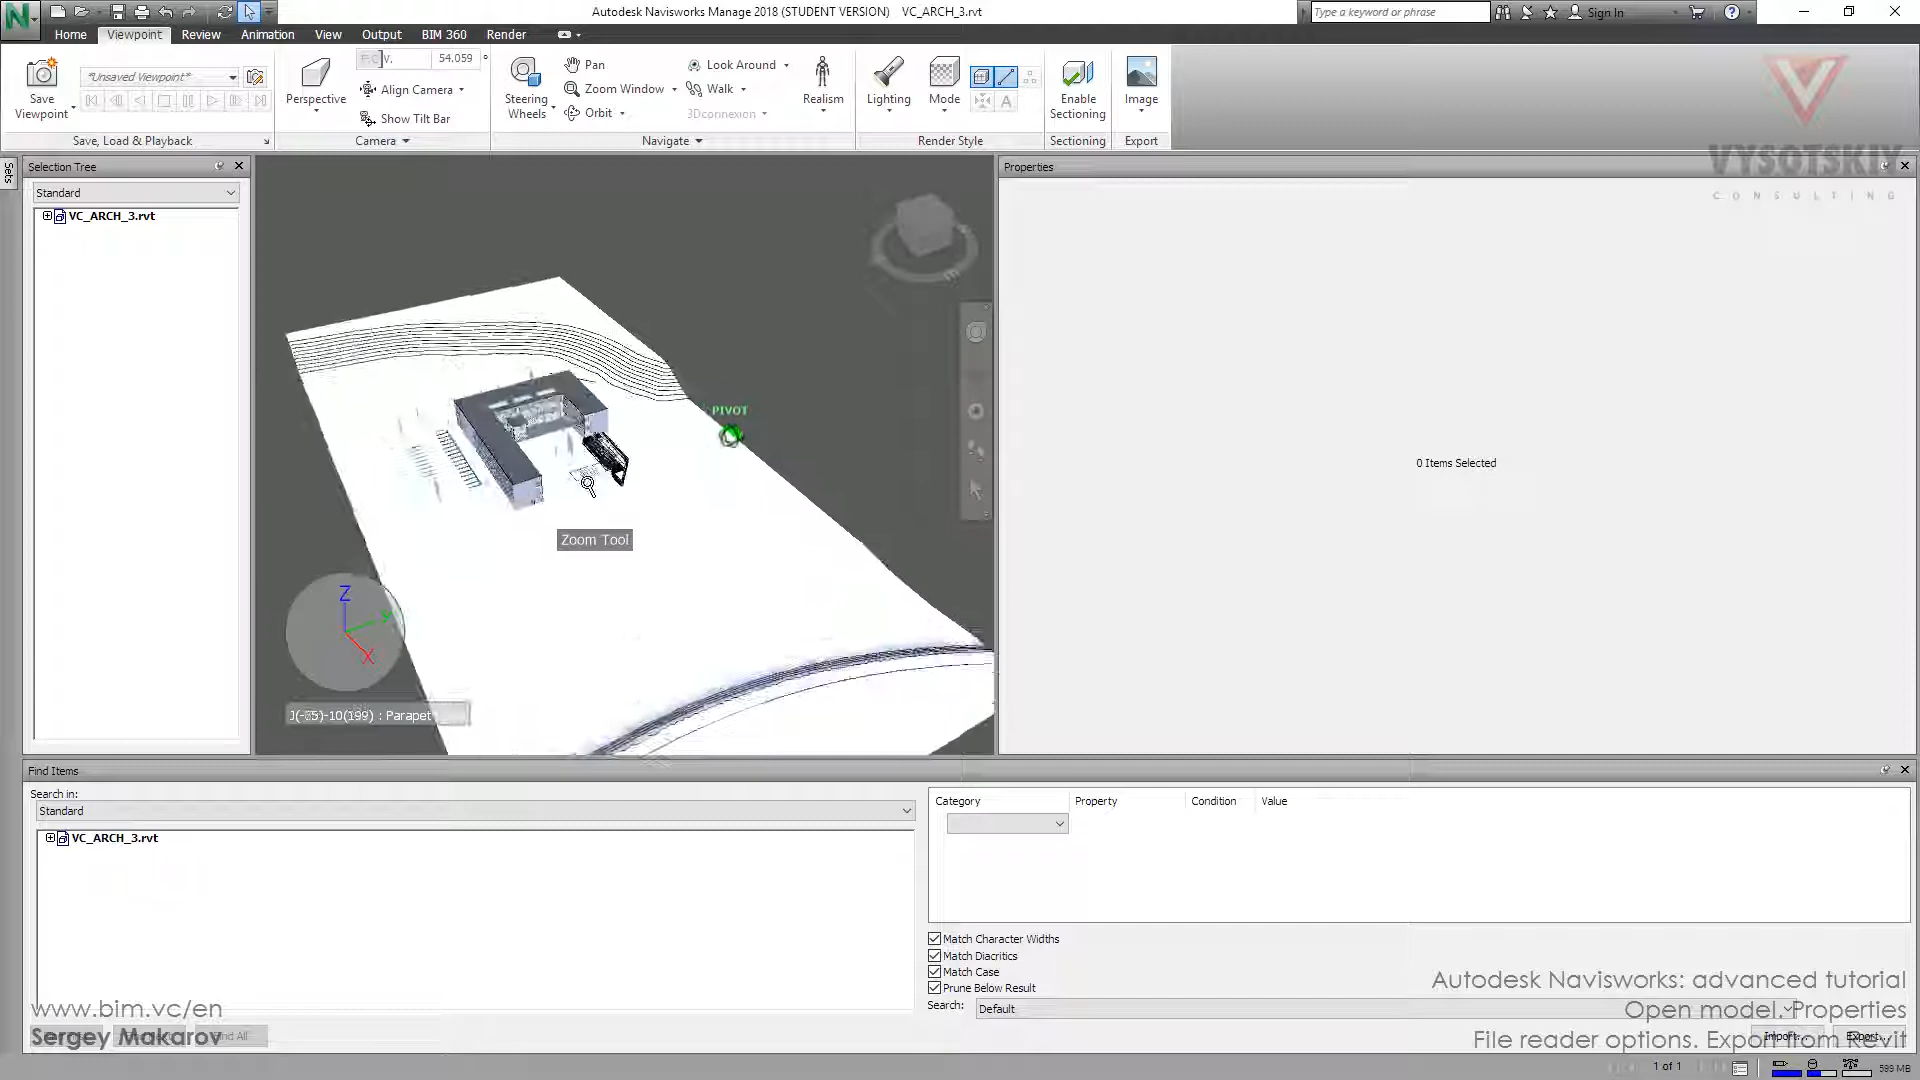 Autodesk Navisworks Manage 2018 (STUDENT VERSION) VC_ARCH_3.rvt
Type a keyword or phrase
Sign In
Home Viewpoint Review Animation View Output BIM 360 Render
Save Viewpoint
*Unsaved Viewpoint*
Save, Load & Playback
Perspective
54.059 °
Align Camera
Show Tilt Bar
Camera
Steering Wheels
Pan
Zoom Window
Orbit
Look Around
Walk
3Dconnexion
Realism
Navigate
Lighting
Mode
A
Render Style
Enable Sectioning
Sectioning
Image
Export
VYSOTSKIY
CONSULTING
Sets
Selection Tree
Standard
VC_ARCH_3.rvt
PIVOT
Zoom Tool
Z
Y
X
: Parapet
Properties
0 Items Selected
Find Items
Search in:
Standard
VC_ARCH_3.rvt
Category Property Condition Value
Match Character Widths
Match Diacritics
Match Case
Prune Below Result
Search: Default
Import... Export...
www.bim.vc/en
Sergey Makarov
Autodesk Navisworks: advanced tutorial
Open model. Properties
File reader options. Export from Revit
1 of 1
599 MB